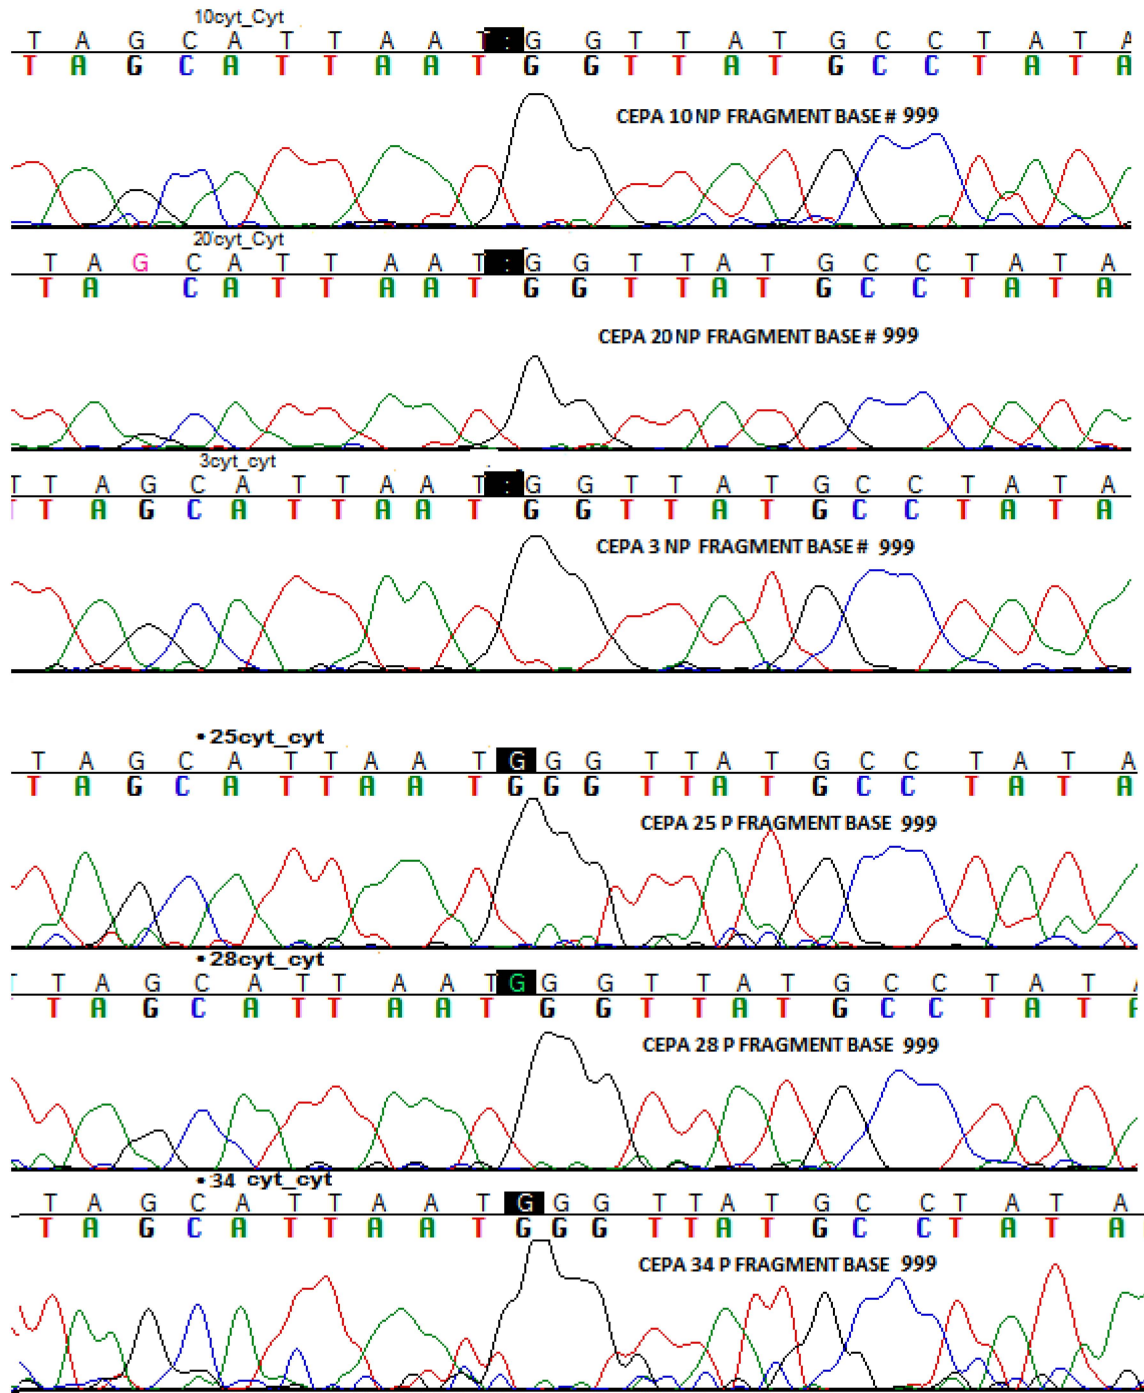 10cyt_Cyt
T A G C A T T A A T : G G T T A T G C C T A T A
T A G C A T T A A T G G T T A T G C C T A T A
CEPA 10 NP FRAGMENT BASE # 999
20cyt_Cyt
T A G C A T T A A T : G G T T A T G C C T A T A
T A C A T T A A T G G T T A T G C C T A T A
CEPA 20 NP FRAGMENT BASE # 999
3cyt_cyt
T T A G C A T T A A T : G G T T A T G C C T A T A
T T A G C A T T A A T G G T T A T G C C T A T A
CEPA 3 NP FRAGMENT BASE # 999
• 25cyt_cyt
T A G C A T T A A T G G G T T A T G C C T A T A
T A G C A T T A A T G G G T T A T G C C T A T A
CEPA 25 P FRAGMENT BASE 999
• 28cyt_cyt
T T A G C A T T A A T G G G T T A T G C C T A T A
T A G C A T T A A T G G T T A T G C C T A T A
CEPA 28 P FRAGMENT BASE 999
• 34 cyt_cyt
T A G C A T T A A T G G G T T A T G C C T A T A
T A G C A T T A A T G G G T T A T G C C T A T A
CEPA 34 P FRAGMENT BASE 999